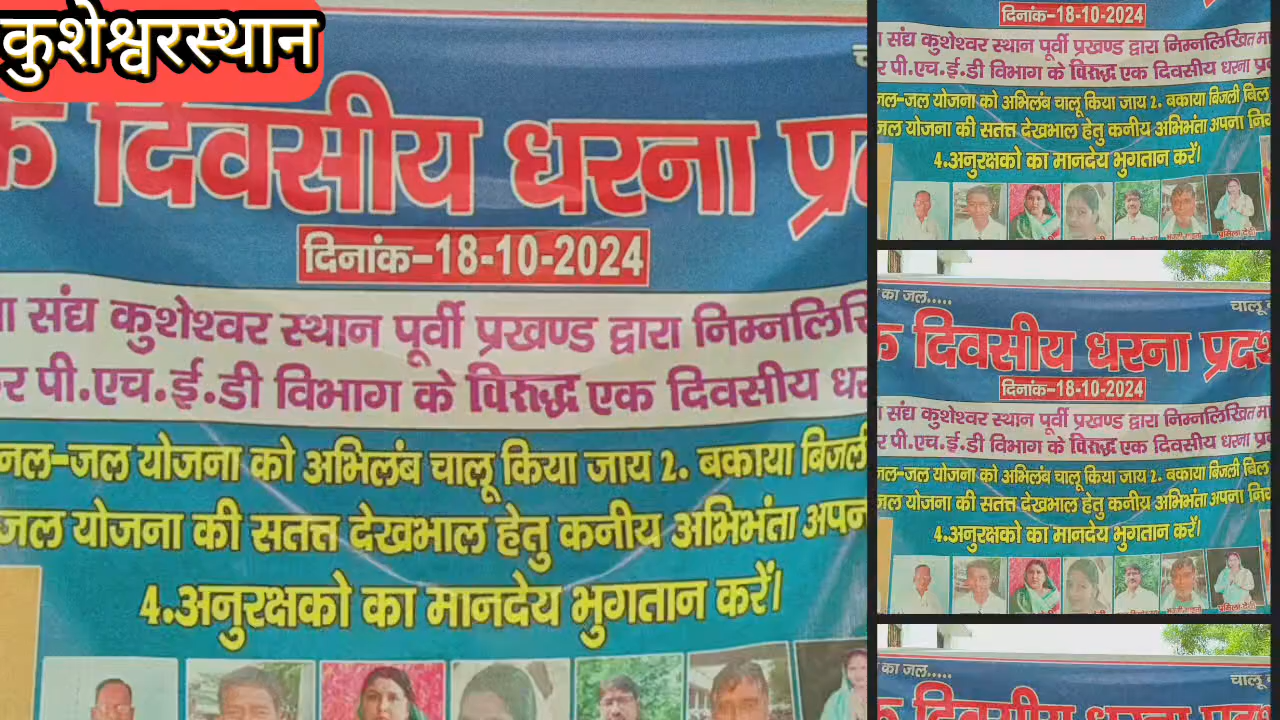 कुशेश्वरस्थान
दिवसीय धरना
दिनांक–18-10-2024
संद्य कुशेश्वर स्थान पूर्वी प्रखण्ड द्वारा निम्नलिखि
पी.एच.ई.डी विभाग के विरुद्ध एक दिवसीय
नल-जल योजना को अभिलंब चालू किया जाय 2. बकाया बिजली
जल योजना की सतत्त देखभाल हेतु कनीय अभिभंता अपन
4.अनुरक्षको का मानदेय भुगतान करें।
दिनांक–18-10-2024
संद्य कुशेश्वर स्थान पूर्वी प्रखण्ड द्वारा निम्नलिखित
पी.एच.ई.डी विभाग के विरुद्ध एक दिवसीय धरना
नल-जल योजना को अभिलंब चालू किया जाय 2. बकाया बिजली बिल
जल योजना की सतत्त देखभाल हेतु कनीय अभिभंता अपना
4.अनुरक्षको का मानदेय भुगतान करें।
का जल.....
चालू
दिवसीय धरना प्रदर्श
दिनांक–18-10-2024
संद्य कुशेश्वर स्थान पूर्वी प्रखण्ड द्वारा निम्नलिखित
पी.एच.ई.डी विभाग के विरुद्ध एक दिवसीय धरना
नल-जल योजना को अभिलंब चालू किया जाय 2. बकाया बिजली बिल
जल योजना की सतत्त देखभाल हेतु कनीय अभिभंता अपना
4.अनुरक्षको का मानदेय भुगतान करें।
का जल.....
चालू